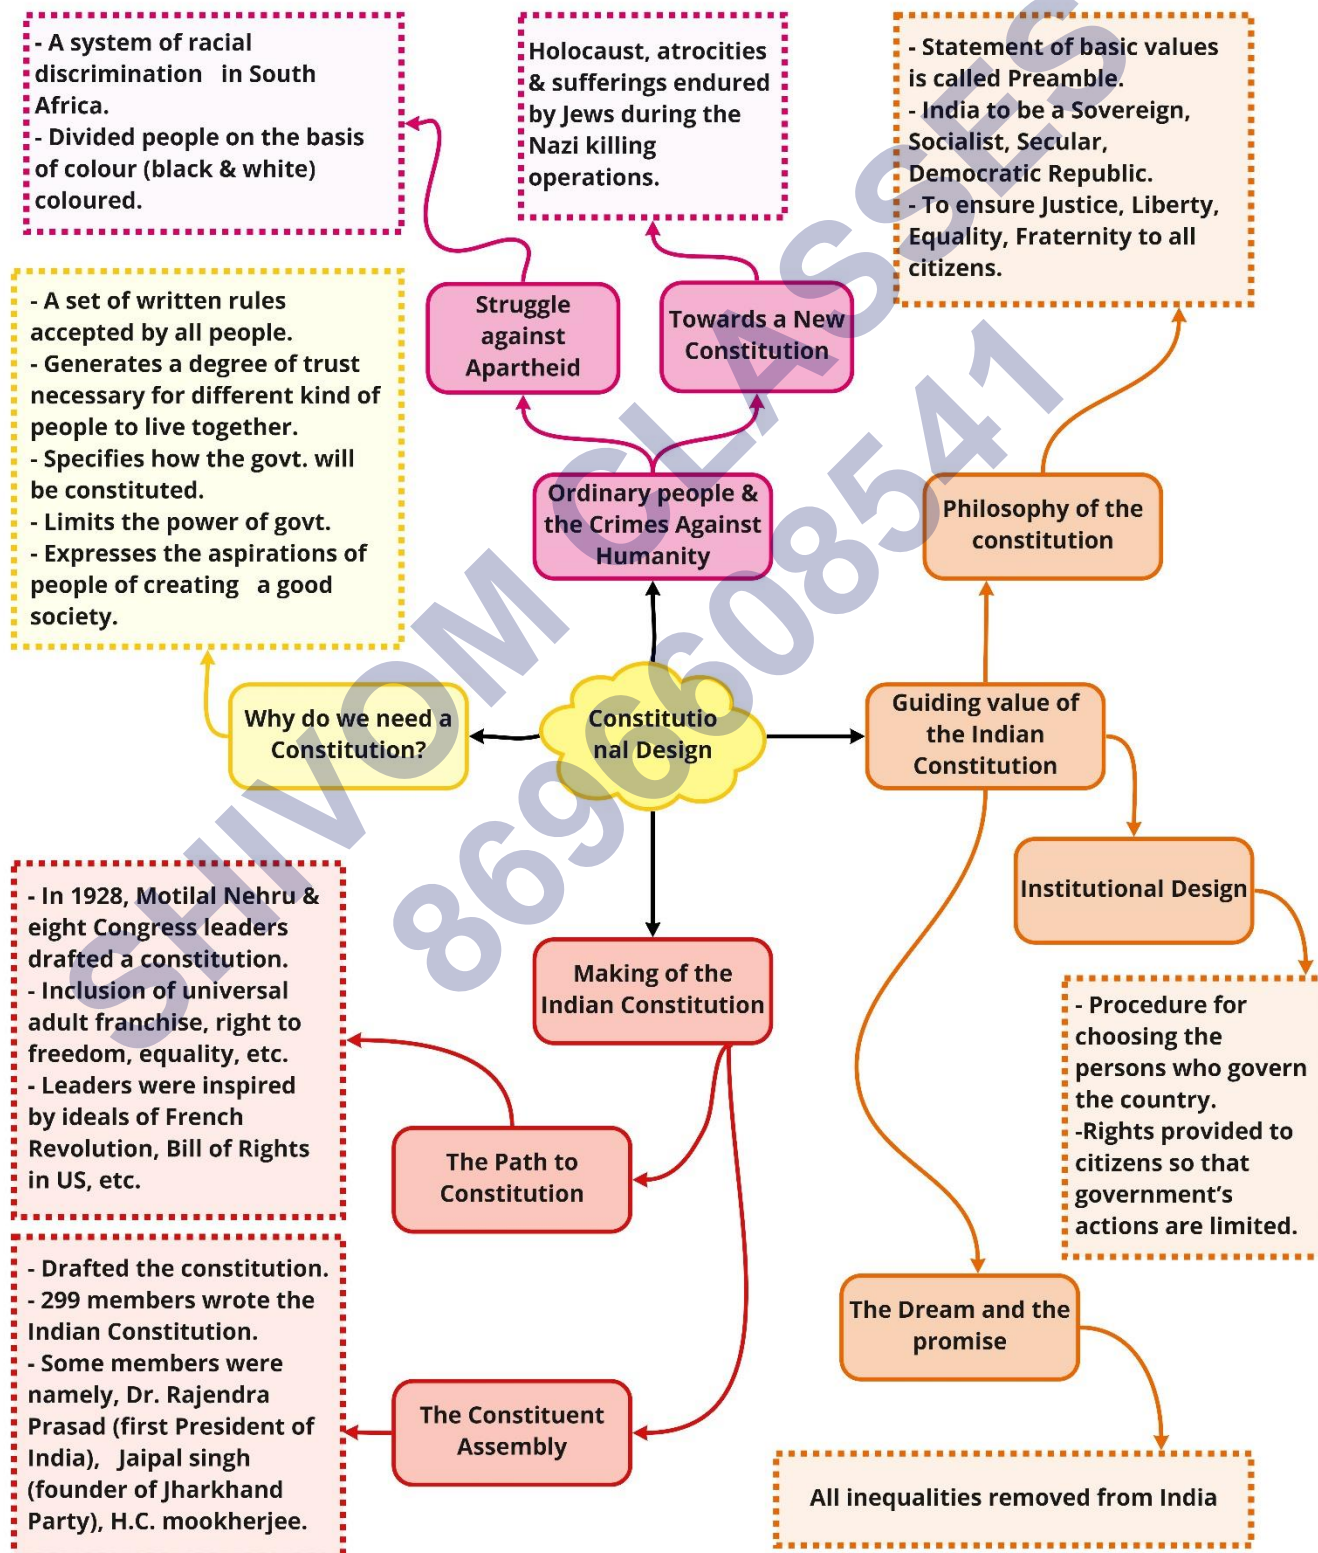 - A system of racial
discrimination in South
Africa.
- Divided people on the basis
of colour (black & white)
coloured.
Holocaust, atrocities
& sufferings endured
by Jews during the
Nazi killing
operations.
- Statement of basic values
is called Preamble.
- India to be a Sovereign,
Socialist, Secular,
Democratic Republic.
- To ensure Justice, Liberty,
Equality, Fraternity to all
citizens.
Struggle
against
Apartheid
Towards a New
Constitution
- A set of written rules
accepted by all people.
- Generates a degree of trust
necessary for different kind of
people to live together.
- Specifies how the govt. will
be constituted.
- Limits the power of govt.
- Expresses the aspirations of
people of creating a good
society.
Ordinary people &
the Crimes Against
Humanity
Philosophy of the
constitution
Why do we need a
Constitution?
Constitutio
nal Design
Guiding value of
the Indian
Constitution
Institutional Design
- Procedure for
choosing the
persons who govern
the country.
-Rights provided to
citizens so that
government's
actions are limited.
Making of the
Indian Constitution
- In 1928, Motilal Nehru &
eight Congress leaders
drafted a constitution.
- Inclusion of universal
adult franchise, right to
freedom, equality, etc.
- Leaders were inspired
by ideals of French
Revolution, Bill of Rights
in US, etc.
The Path to
Constitution
- Drafted the constitution.
- 299 members wrote the
Indian Constitution.
- Some members were
namely, Dr. Rajendra
Prasad (first President of
India), Jaipal singh
(founder of Jharkhand
Party), H.C. mookherjee.
The Constituent
Assembly
The Dream and the
promise
All inequalities removed from India
SHIVOM CLASSES
8696608541